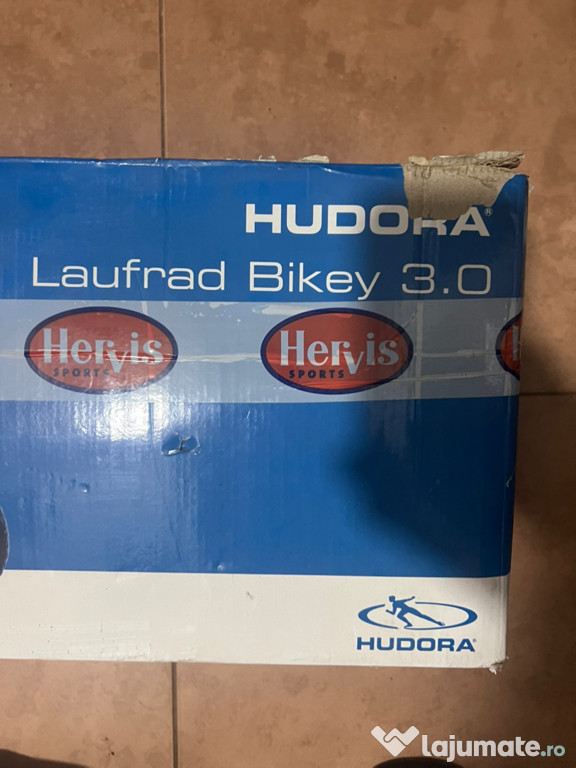 HUDORA®
Laufrad Bikey 3.0
Hervis Hervis
SPORTS SPORTS
HUDORA®
lajumate.ro